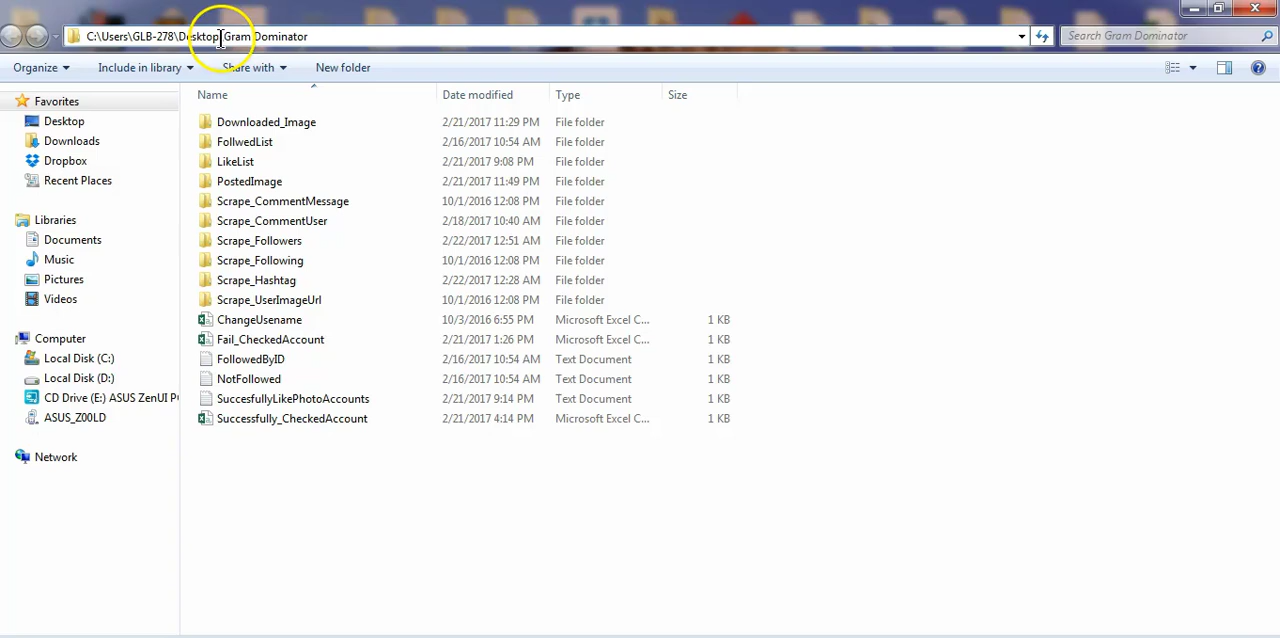 C:\Users\GLB-278\Desktop\Gram Dominator
Search Gram Dominator
Organize Include in library Share with New folder
Name Date modified Type Size
Favorites
Desktop
Downloads
Dropbox
Recent Places
Libraries
Documents
Music
Pictures
Videos
Computer
Local Disk (C:)
Local Disk (D:)
CD Drive (E:) ASUS ZenUI P
ASUS_Z00LD
Network
Downloaded_Image 2/21/2017 11:29 PM File folder
FollwedList 2/16/2017 10:54 AM File folder
LikeList 2/21/2017 9:08 PM File folder
PostedImage 2/21/2017 11:49 PM File folder
Scrape_CommentMessage 10/1/2016 12:08 PM File folder
Scrape_CommentUser 2/18/2017 10:40 AM File folder
Scrape_Followers 2/22/2017 12:51 AM File folder
Scrape_Following 10/1/2016 12:08 PM File folder
Scrape_Hashtag 2/22/2017 12:28 AM File folder
Scrape_UserImageUrl 10/1/2016 12:08 PM File folder
ChangeUsename 10/3/2016 6:55 PM Microsoft Excel C... 1 KB
Fail_CheckedAccount 2/21/2017 1:26 PM Microsoft Excel C... 1 KB
FollowedByID 2/16/2017 10:54 AM Text Document 1 KB
NotFollowed 2/16/2017 10:54 AM Text Document 1 KB
SuccesfullyLikePhotoAccounts 2/21/2017 9:14 PM Text Document 1 KB
Successfully_CheckedAccount 2/21/2017 4:14 PM Microsoft Excel C... 1 KB